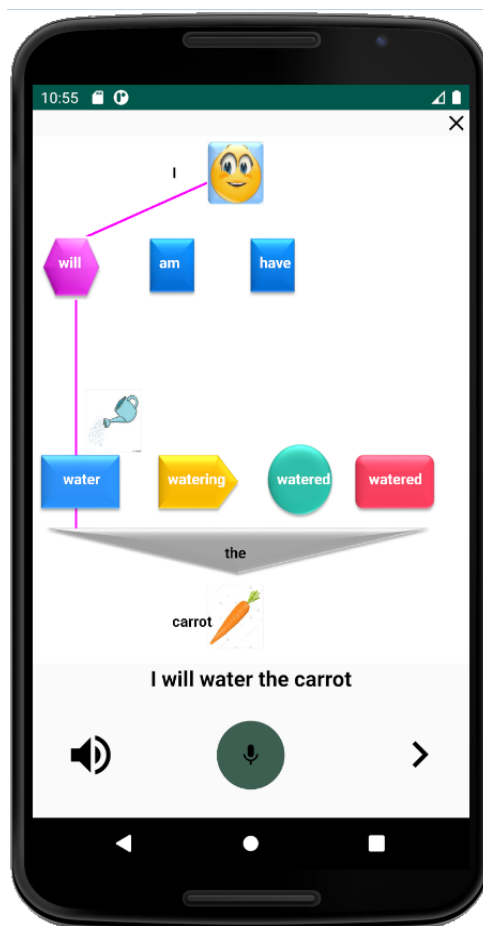 10:55
I
will am have
water watering watered watered
the
carrot
I will water the carrot